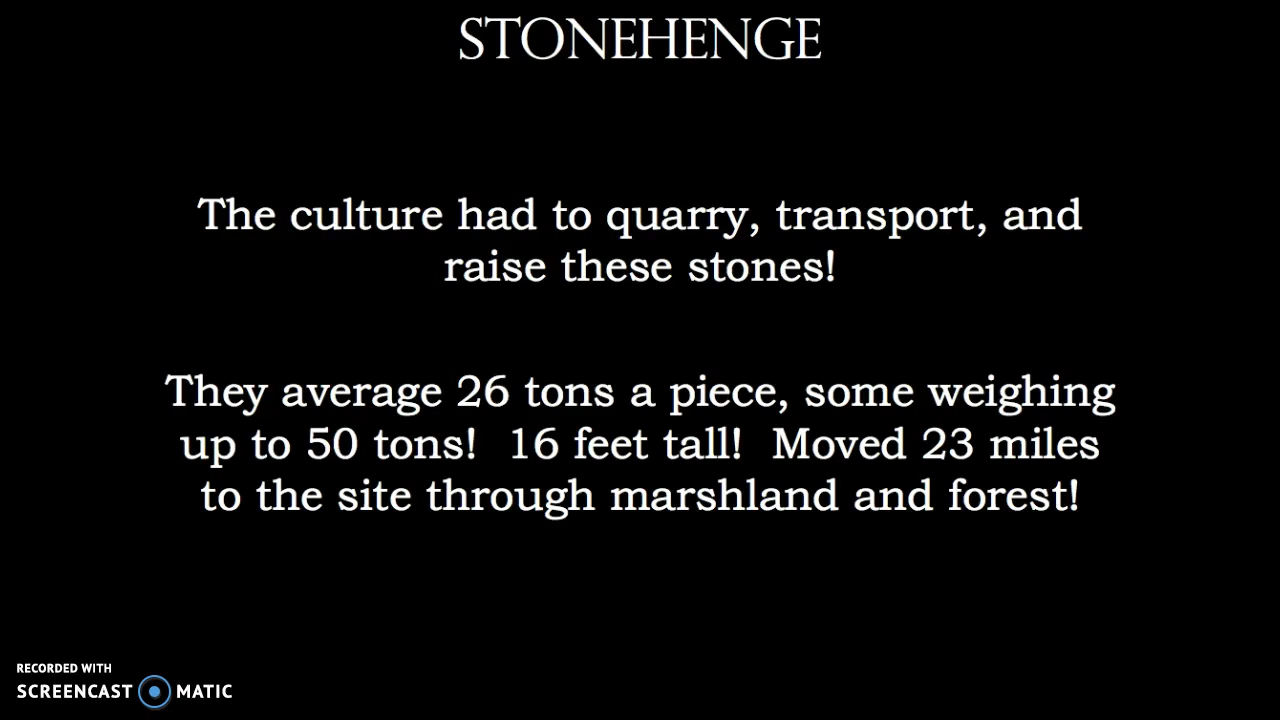 STONEHENGE
The culture had to quarry, transport, and
raise these stones!
They average 26 tons a piece, some weighing
up to 50 tons!  16 feet tall!  Moved 23 miles
to the site through marshland and forest!
RECORDED WITH
SCREENCAST MATIC